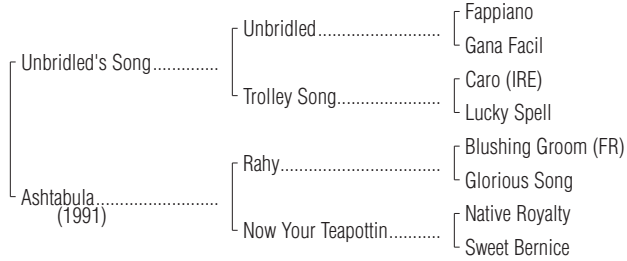 Fappiano
Unbridled..........................
Gana Facil
Unbridled's Song..............
Caro (IRE)
Trolley Song......................
Lucky Spell
Blushing Groom (FR)
Rahy..................................
Glorious Song
Ashtabula..........................
(1991)
Native Royalty
Now Your Teapottin...........
Sweet Bernice